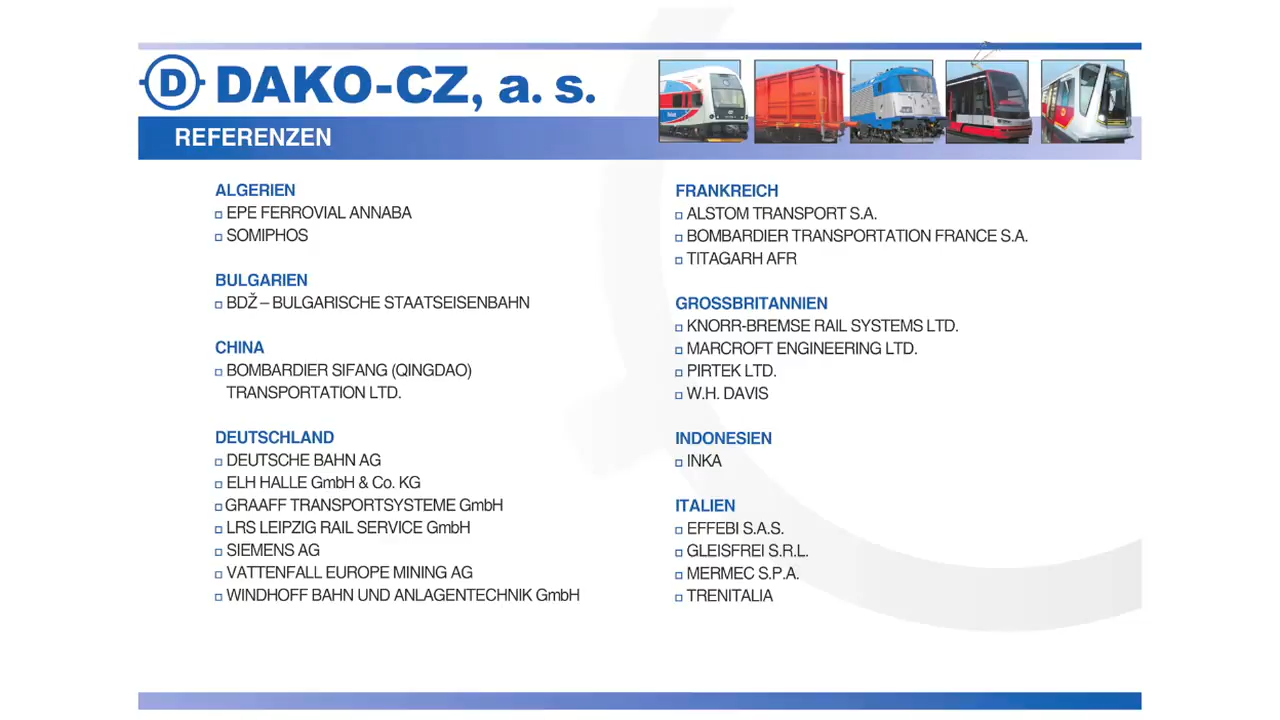 D DAKO-CZ, a. s.
REFERENZEN
ALGERIEN
EPE FERROVIAL ANNABA
SOMIPHOS
BULGARIEN
BDŽ – BULGARISCHE STAATSEISENBAHN
CHINA
BOMBARDIER SIFANG (QINGDAO)
TRANSPORTATION LTD.
DEUTSCHLAND
DEUTSCHE BAHN AG
ELH HALLE GmbH & Co. KG
GRAAFF TRANSPORTSYSTEME GmbH
LRS LEIPZIG RAIL SERVICE GmbH
SIEMENS AG
VATTENFALL EUROPE MINING AG
WINDHOFF BAHN UND ANLAGENTECHNIK GmbH
FRANKREICH
ALSTOM TRANSPORT S.A.
BOMBARDIER TRANSPORTATION FRANCE S.A.
TITAGARH AFR
GROSSBRITANNIEN
KNORR-BREMSE RAIL SYSTEMS LTD.
MARCROFT ENGINEERING LTD.
PIRTEK LTD.
W.H. DAVIS
INDONESIEN
INKA
ITALIEN
EFFEBI S.A.S.
GLEISFREI S.R.L.
MERMEC S.P.A.
TRENITALIA